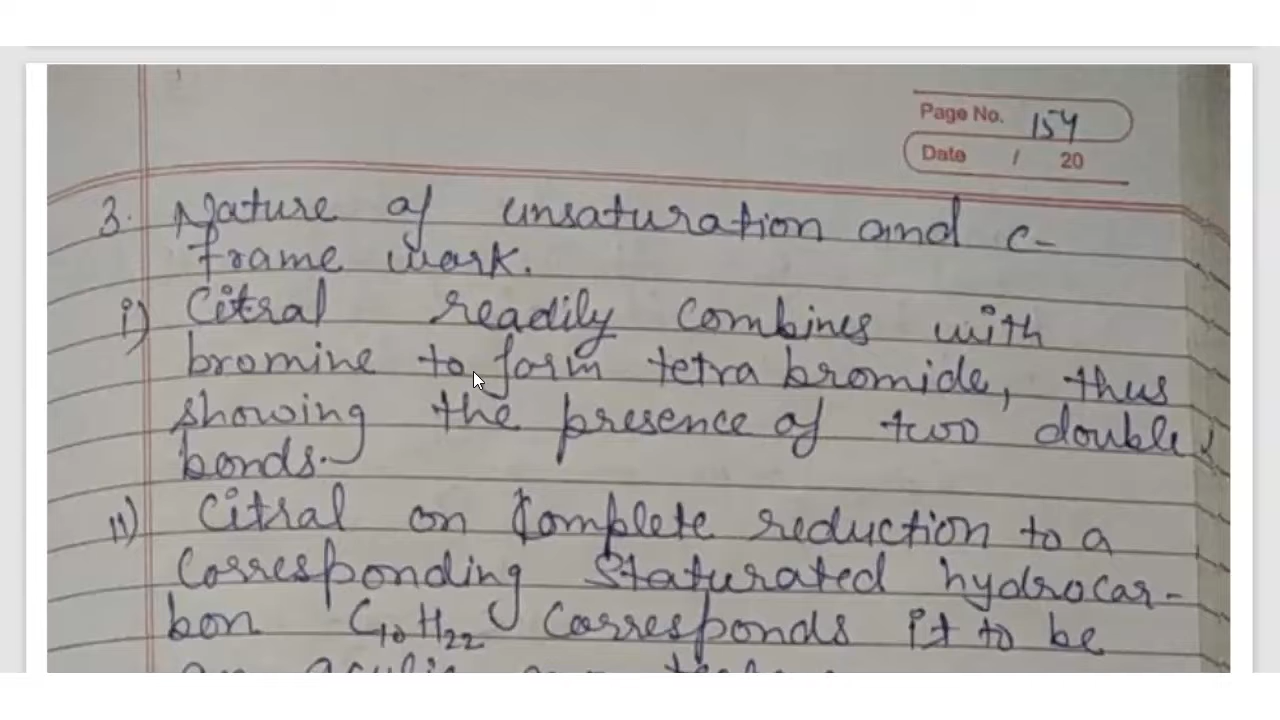 Page No. 154
Date / 20
3. Nature of unsaturation and c-
frame work.
i) Citral readily combines with
bromine to form tetra bromide, thus
showing the presence of two double
bonds.
ii) Citral on Complete reduction to a
Corresponding Staturated hydrocar-
bon C10H22 Corresponds it to be
an acyclic